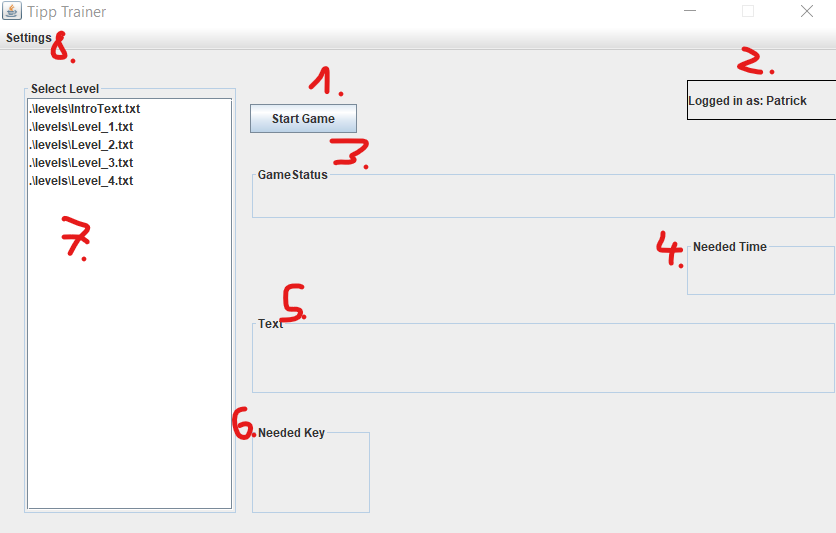 Tipp Trainer
Settings
8.
Select Level
.\levels\IntroText.txt
.\levels\Level_1.txt
.\levels\Level_2.txt
.\levels\Level_3.txt
.\levels\Level_4.txt
7.
1.
Start Game
2.
Logged in as: Patrick
3.
GameStatus
4.
Needed Time
5.
Text
6.
Needed Key